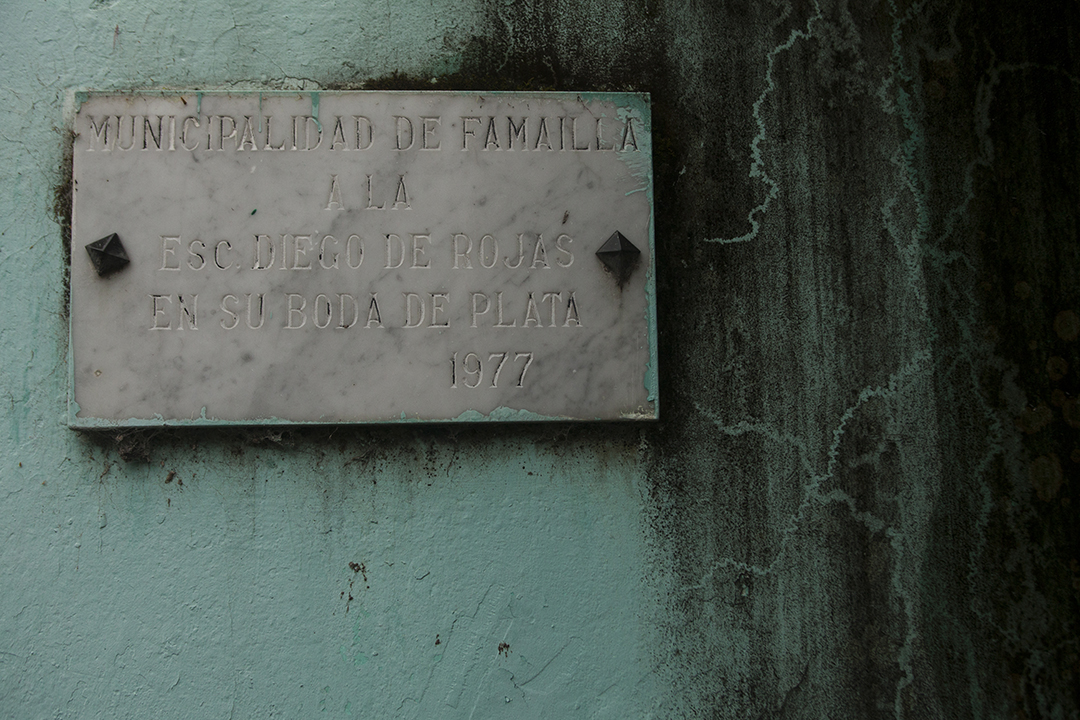 MUNICIPALIDAD DE FAMAILLA
A LA
ESC. DIEGO DE ROJAS
EN SU BODA DE PLATA
1977